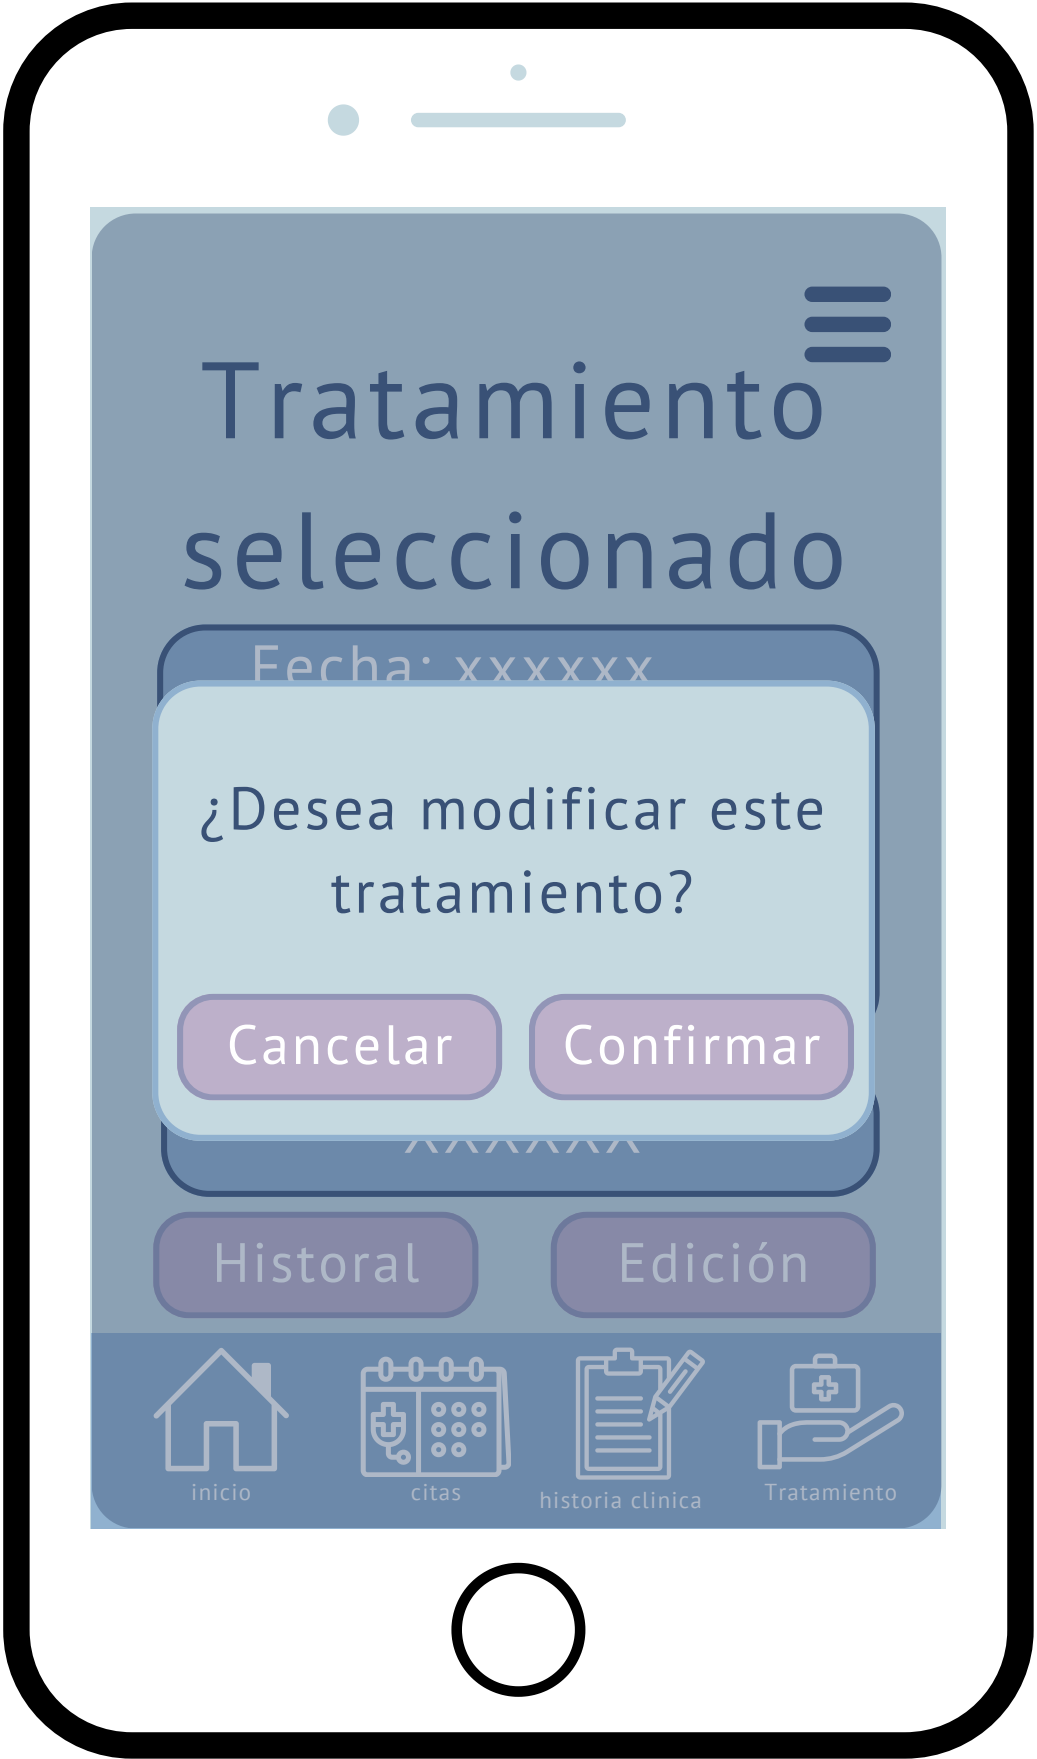 Tratamiento
seleccionado
Fecha: xxxxxx
¿Desea modificar este
tratamiento?
Cancelar Confirmar
xxxxxx
Historal Edición
inicio citas historia clinica Tratamiento